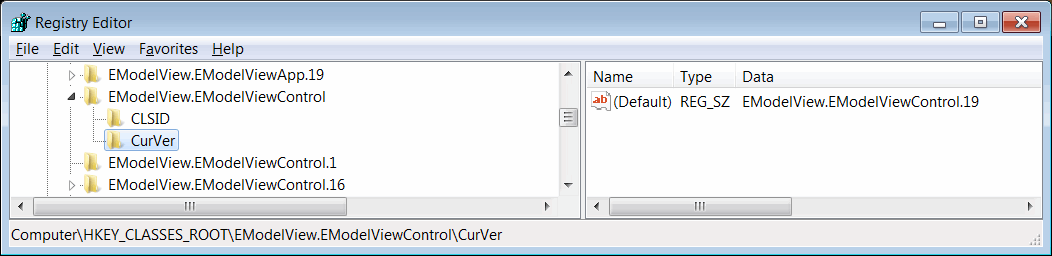 Registry Editor
File Edit View Favorites Help
EModelView.EModelViewApp.19
EModelView.EModelViewControl
CLSID
CurVer
EModelView.EModelViewControl.1
EModelView.EModelViewControl.16
Name Type Data
ab (Default) REG_SZ EModelView.EModelViewControl.19
Computer\HKEY_CLASSES_ROOT\EModelView.EModelViewControl\CurVer